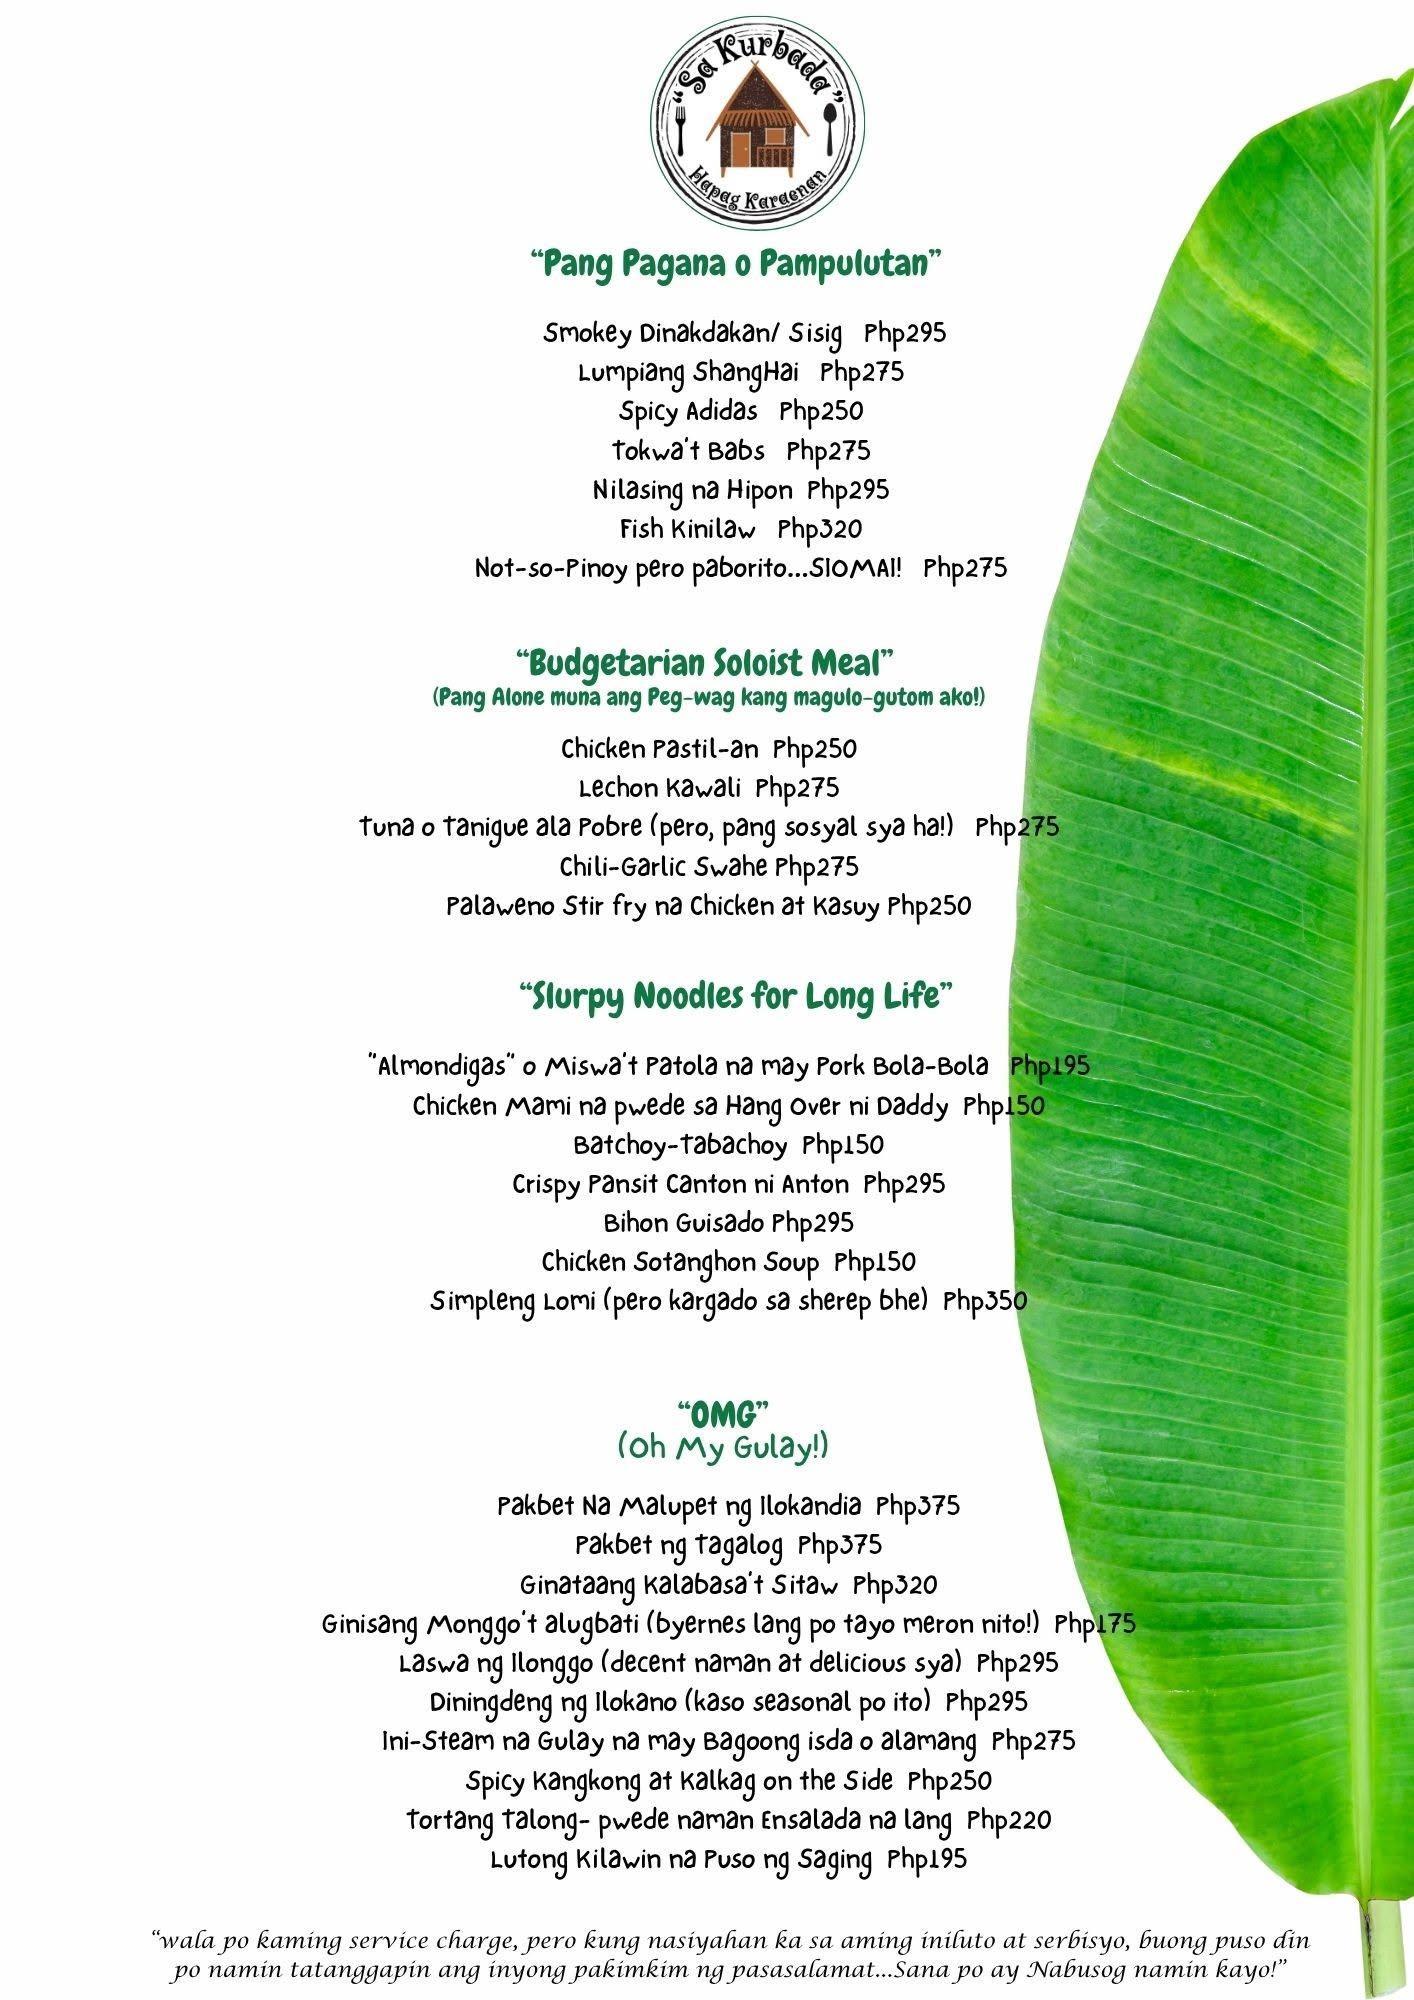 "Sa Kurbada"
Hapag Karaenan
“Pang Pagana o Pampulutan”
Smokey Dinakdakan/ Sisig Php295
Lumpiang ShangHai Php275
Spicy Adidas Php250
Tokwa't Babs Php275
Nilasing na Hipon Php295
Fish Kinilaw Php320
Not-so-Pinoy pero paborito...SIOMAI! Php275
“Budgetarian Soloist Meal”
(Pang Alone muna ang Peg-wag kang magulo-gutom ako!)
Chicken Pastil-an Php250
Lechon Kawali Php275
Tuna o Tanigue ala Pobre (pero, pang sosyal sya ha!) Php275
Chili-Garlic Swahe Php275
Palaweno Stir fry na Chicken at Kasuy Php250
“Slurpy Noodles for Long Life”
"Almondigas" o Miswa't Patola na may Pork Bola-Bola Php195
Chicken Mami na pwede sa Hang Over ni Daddy Php150
Batchoy-Tabachoy Php150
Crispy Pansit Canton ni Anton Php295
Bihon Guisado Php295
Chicken Sotanghon Soup Php150
Simpleng Lomi (pero kargado sa sherep bhe) Php350
“OMG”
(Oh My Gulay!)
Pakbet Na Malupet ng Ilokandia Php375
Pakbet ng Tagalog Php375
Ginataang Kalabasa't Sitaw Php320
Ginisang Monggo't alugbati (byernes lang po tayo meron nito!) Php175
Laswa ng Ilonggo (decent naman at delicious sya) Php295
Diningdeng ng Ilokano (kaso seasonal po ito) Php295
Ini-Steam na Gulay na may Bagoong isda o alamang Php275
Spicy Kangkong at Kalkag on the Side Php250
Tortang Talong- pwede naman Ensalada na lang Php220
Lutong Kilawin na Puso ng Saging Php195
“wala po kaming service charge, pero kung nasiyahan ka sa aming iniluto at serbisyo, buong puso din
po namin tatanggapin ang inyong pakimkim ng pasasalamat...Sana po ay Nabusog namin kayo!”